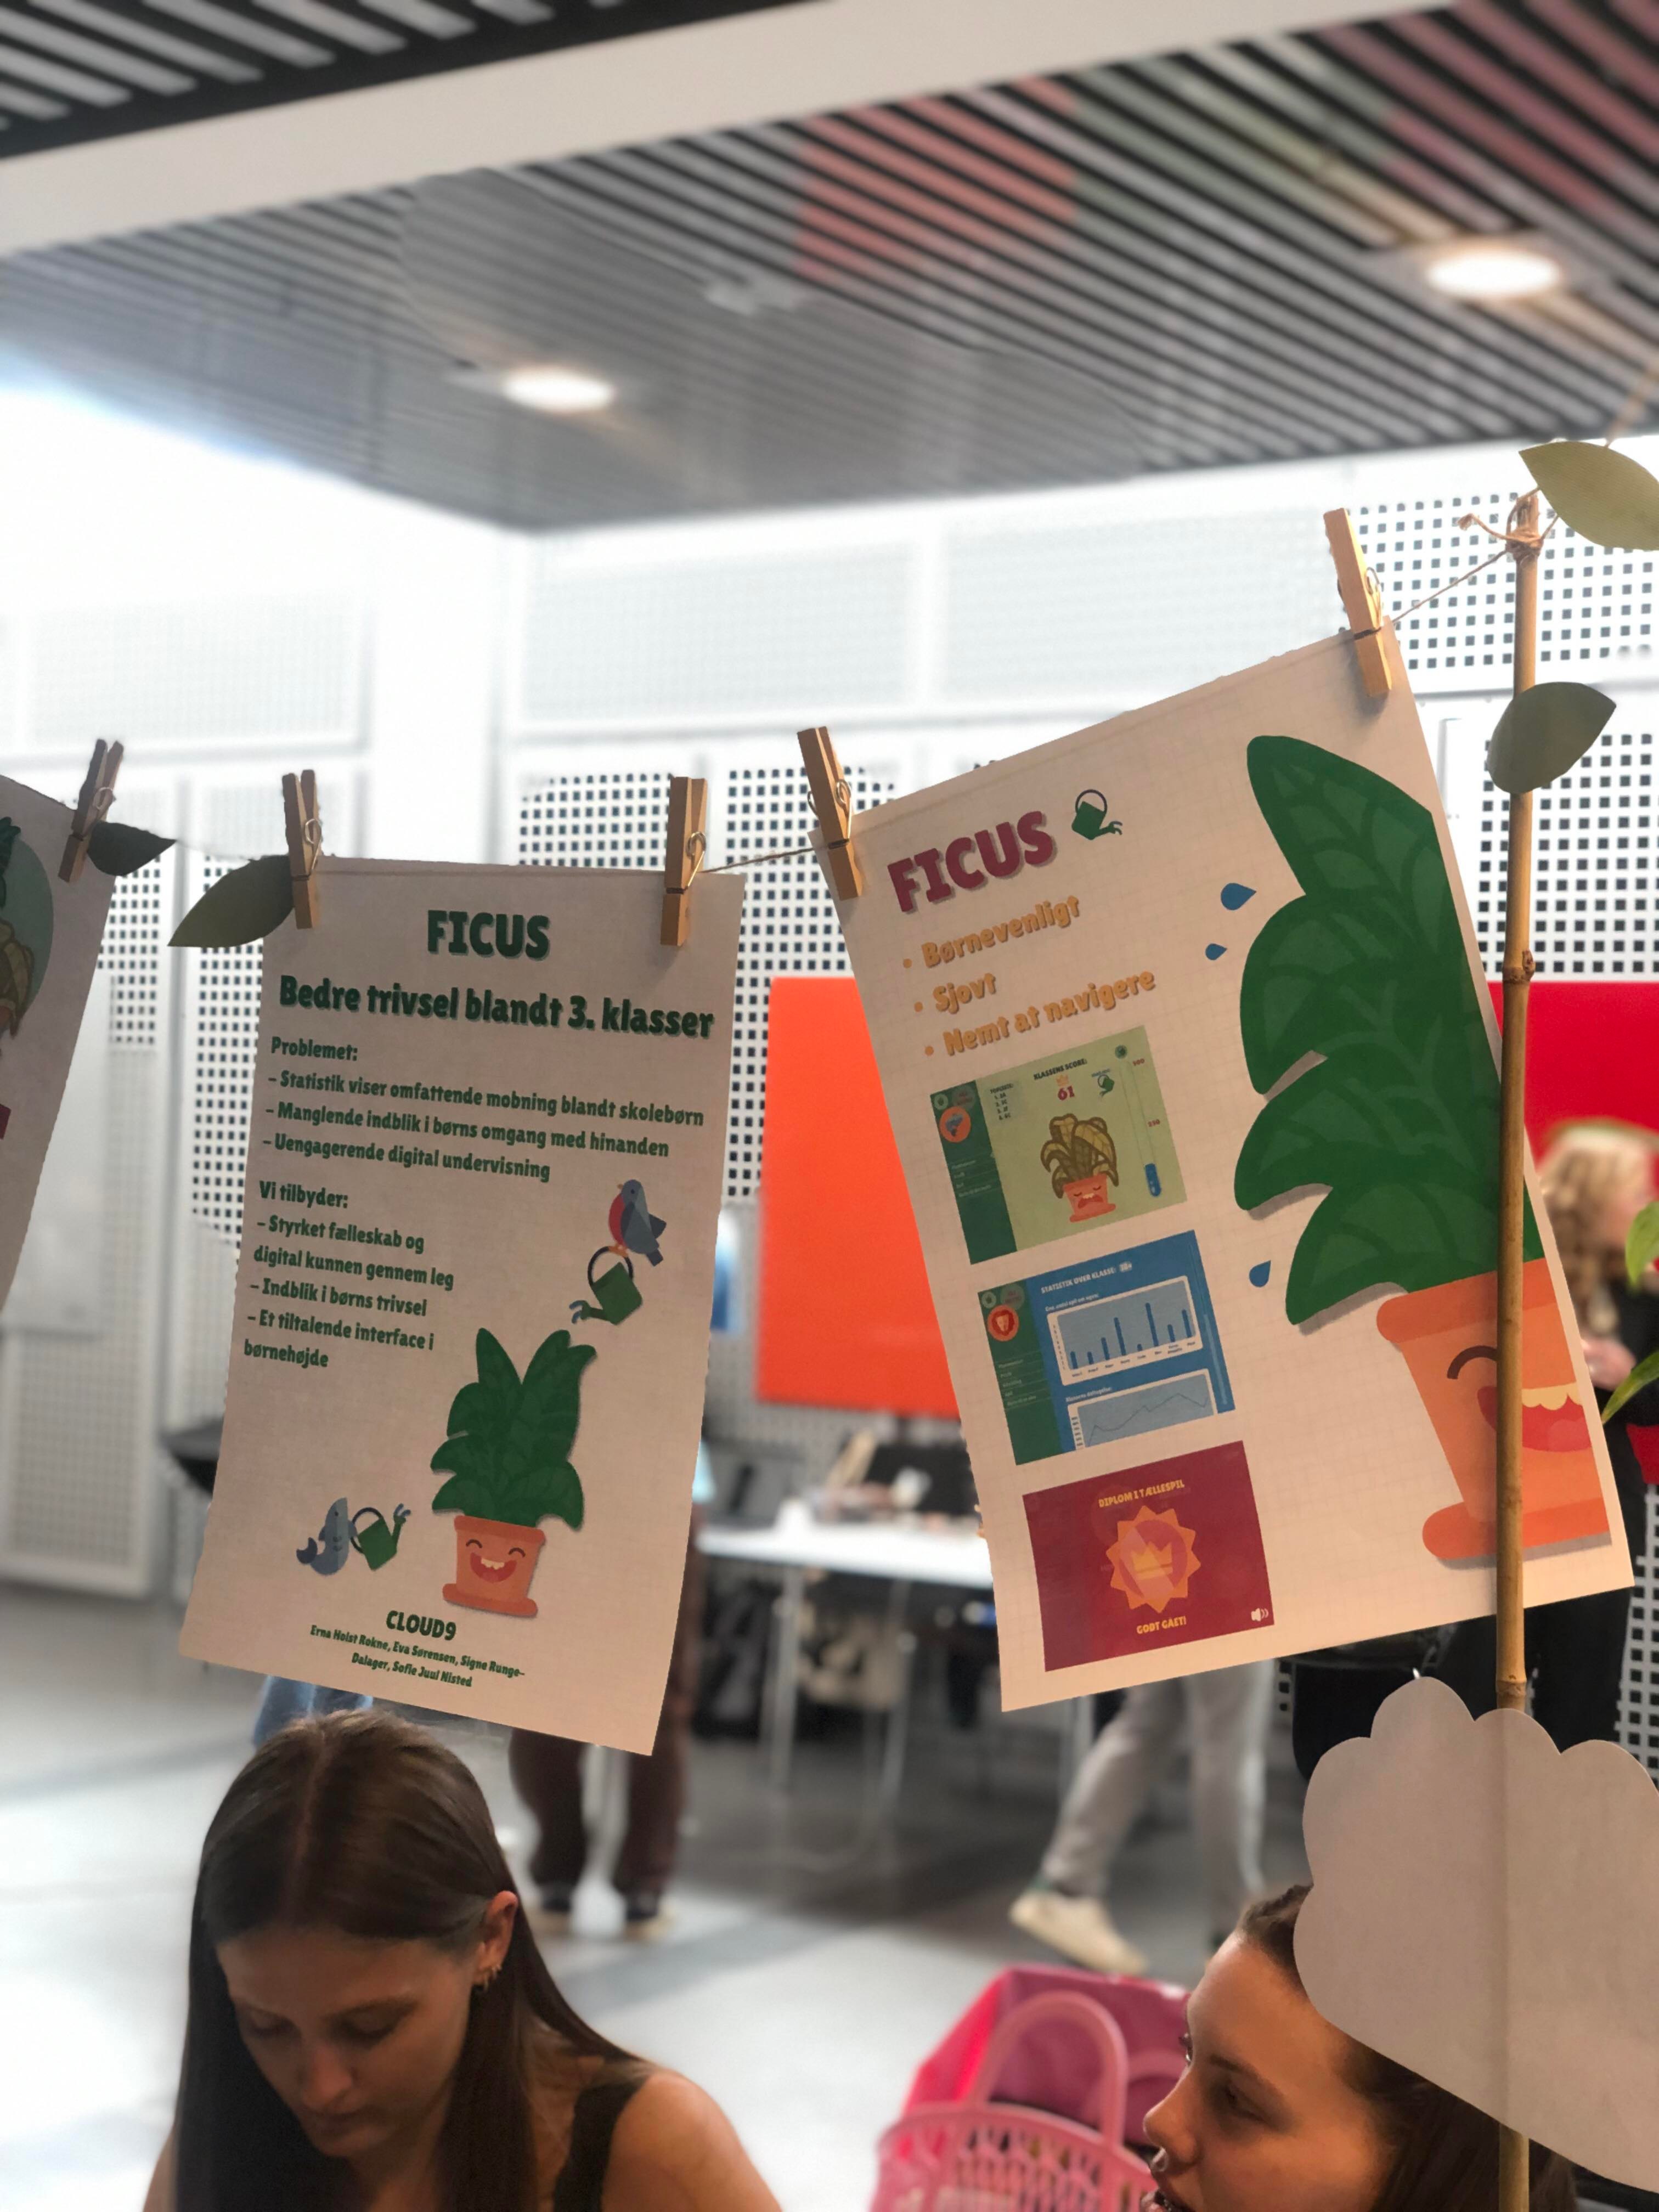 FICUS
Bedre trivsel blandt 3. klasser
Problemet:
- Statistik viser omfattende mobning blandt skolebørn
- Manglende indblik i børns omgang med hinanden
- Uengagerende digital undervisning
Vi tilbyder:
- Styrket fælleskab og
digital kunnen gennem leg
- Indblik i børns trivsel
- Et tiltalende interface i
børnehøjde
CLOUD9
Erna Holst Rokne, Eva Sørensen, Signe Runge-
Dalager, Sofie Juul Nisted
FICUS
• Børnevenligt
• Sjovt
• Nemt at navigere
KLASSENS SCORE:
61
STATISTIK OVER KLASSE:
DIPLOM I TÆLLESPIL
GODT GÅET!